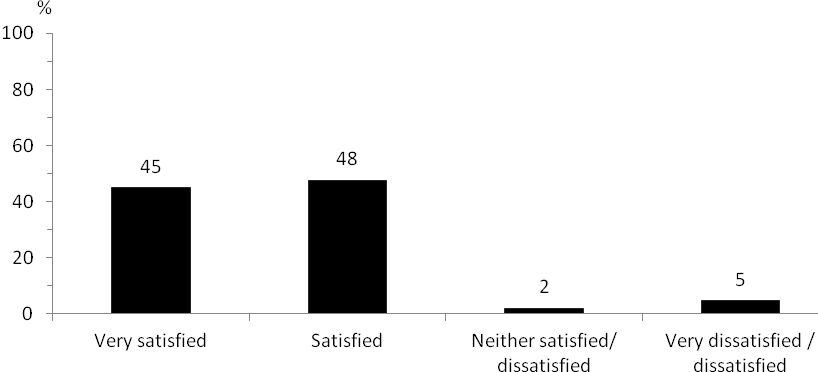 %
100
80
60
40
20
0
45
48
2
5
Very satisfied
Satisfied
Neither satisfied/
dissatisfied
Very dissatisfied /
dissatisfied